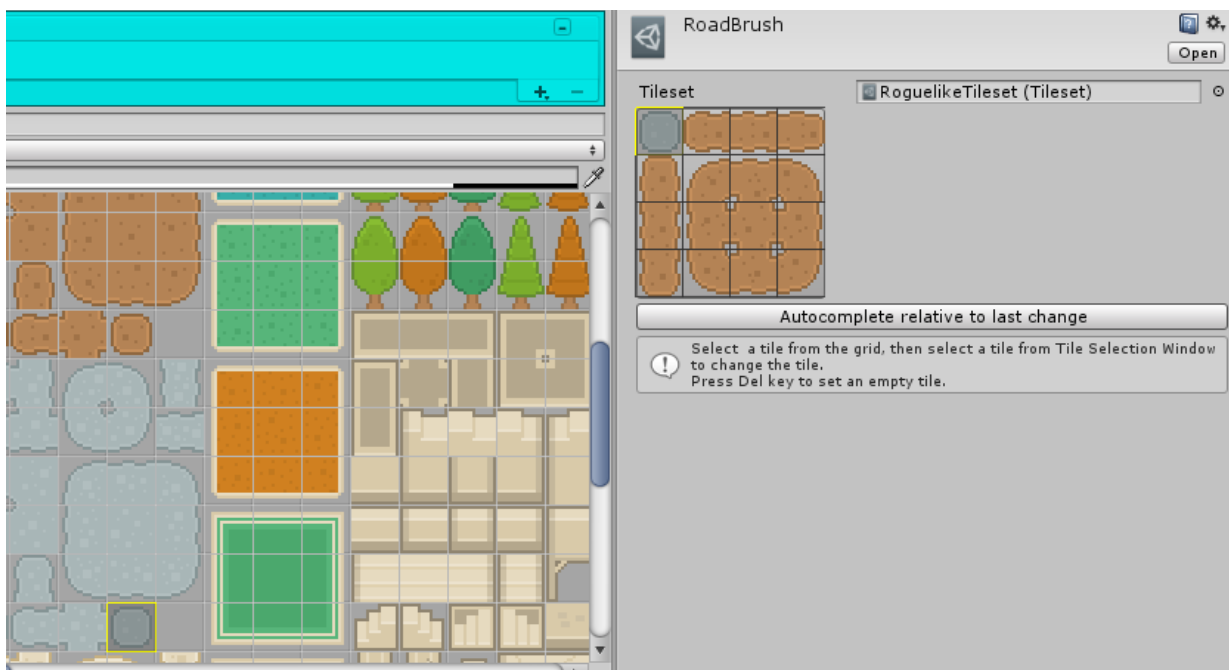 RoadBrush
Open
Tileset
RoguelikeTileset (Tileset)
Autocomplete relative to last change
Select a tile from the grid, then select a tile from Tile Selection Window
to change the tile.
Press Del key to set an empty tile.